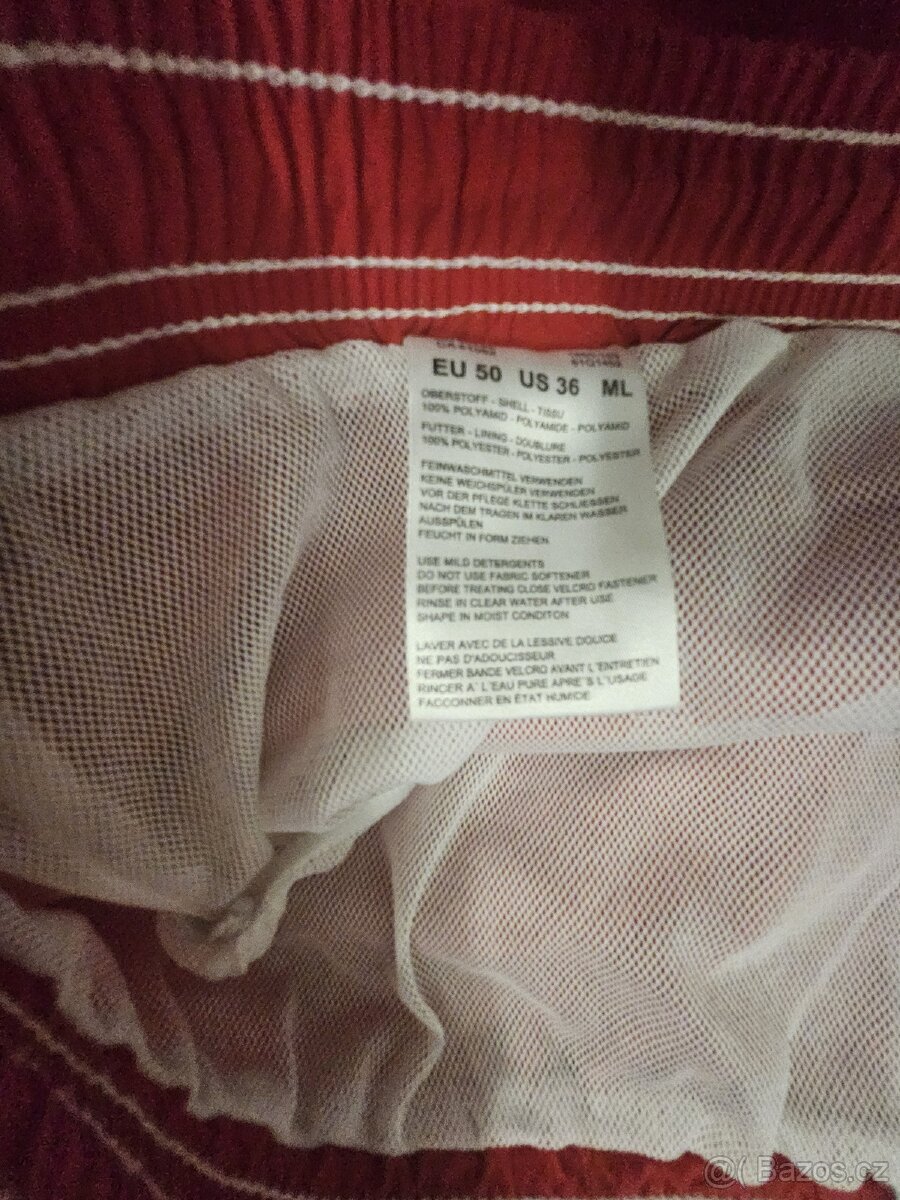 EU 50 US 36 ML
OBERSTOFF - SHELL - TISSU
100% POLYAMID - POLYAMIDE - POLYAMID
FUTTER - LINING - DOUBLURE
100% POLYESTER - POLYESTER - POLYESTER
FEINWASCHMITTEL VERWENDEN
KEINE WEICHSPÜLER VERWENDEN
VOR DER PFLEGE KLETTE SCHLIESSEN
NACH DEM TRAGEN IM KLAREN WASSER
AUSSPÜLEN
FEUCHT IN FORM ZIEHEN
USE MILD DETERGENTS
DO NOT USE FABRIC SOFTENER
BEFORE TREATING CLOSE VELCRO FASTENER
RINSE IN CLEAR WATER AFTER USE
SHAPE IN MOIST CONDITON
LAVER AVEC DE LA LESSIVE DOUCE
NE PAS D'ADOUCISSEUR
FERMER BANDE VELCRO AVANT L'ENTRETIEN
RINCER A' L'EAU PURE APRE'S L'USAGE
FACCONNER EN ÉTAT HUMIDE
@( Bazos.cz